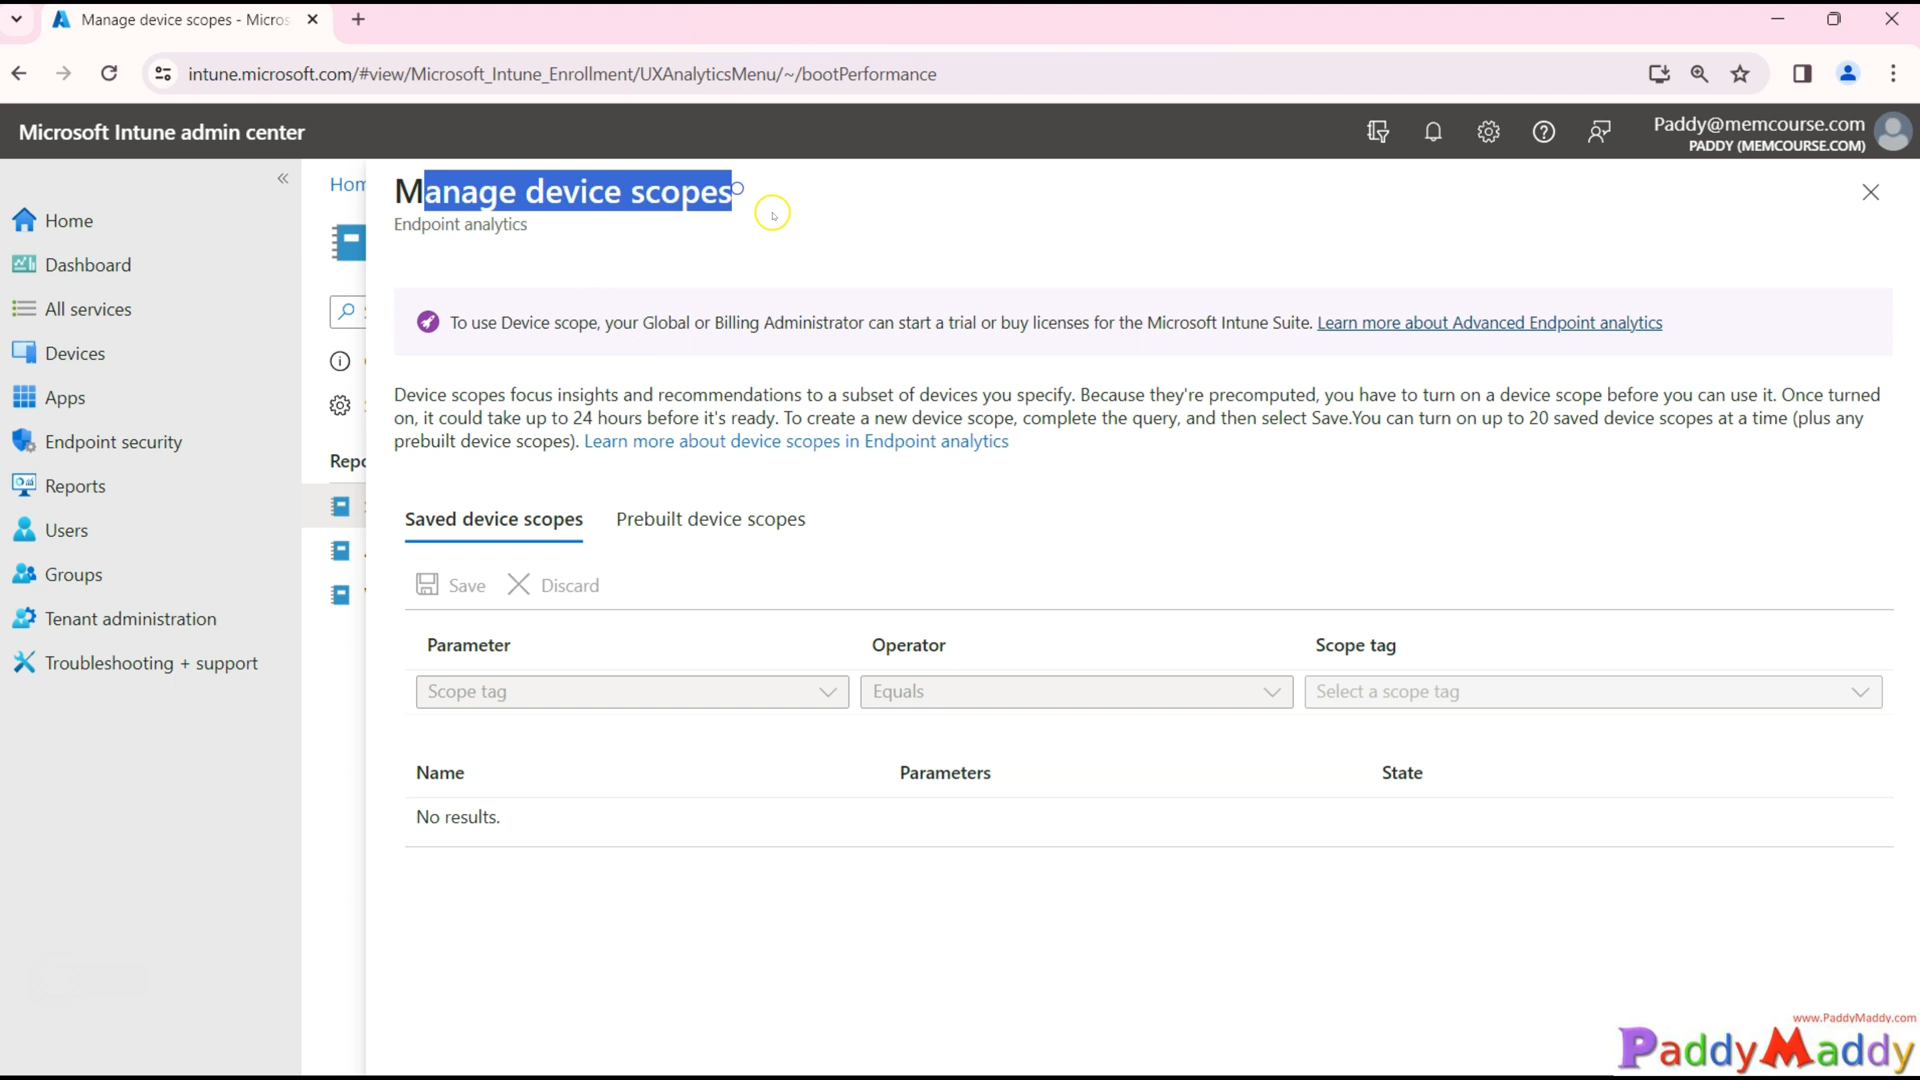 Manage device scopes - Micros
intune.microsoft.com/#view/Microsoft_Intune_Enrollment/UXAnalyticsMenu/~/bootPerformance
Microsoft Intune admin center
Paddy@memcourse.com
PADDY (MEMCOURSE.COM)
Home
Dashboard
All services
Devices
Apps
Endpoint security
Reports
Users
Groups
Tenant administration
Troubleshooting + support
Hom
Repo
Manage device scopes
Endpoint analytics
To use Device scope, your Global or Billing Administrator can start a trial or buy licenses for the Microsoft Intune Suite. Learn more about Advanced Endpoint analytics
Device scopes focus insights and recommendations to a subset of devices you specify. Because they're precomputed, you have to turn on a device scope before you can use it. Once turned
on, it could take up to 24 hours before it's ready. To create a new device scope, complete the query, and then select Save.You can turn on up to 20 saved device scopes at a time (plus any
prebuilt device scopes). Learn more about device scopes in Endpoint analytics
Saved device scopes Prebuilt device scopes
Save Discard
Parameter Operator Scope tag
Scope tag Equals Select a scope tag
Name Parameters State
No results.
www.PaddyMaddy.com
PaddyMaddy